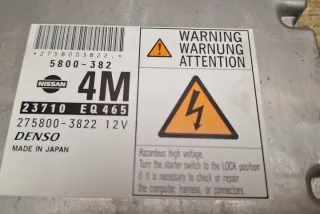 *2758003822.*
5800-382
NISSAN
4M
23710 EQ465
275800-3822 12V
DENSO
MADE IN JAPAN
WARNING
WARNUNG
ATTENTION
Hazardous high voltage.
Turn the starter switch to the LOCK position
if it is necessary to check or repair
the computer, harness, or connectors.